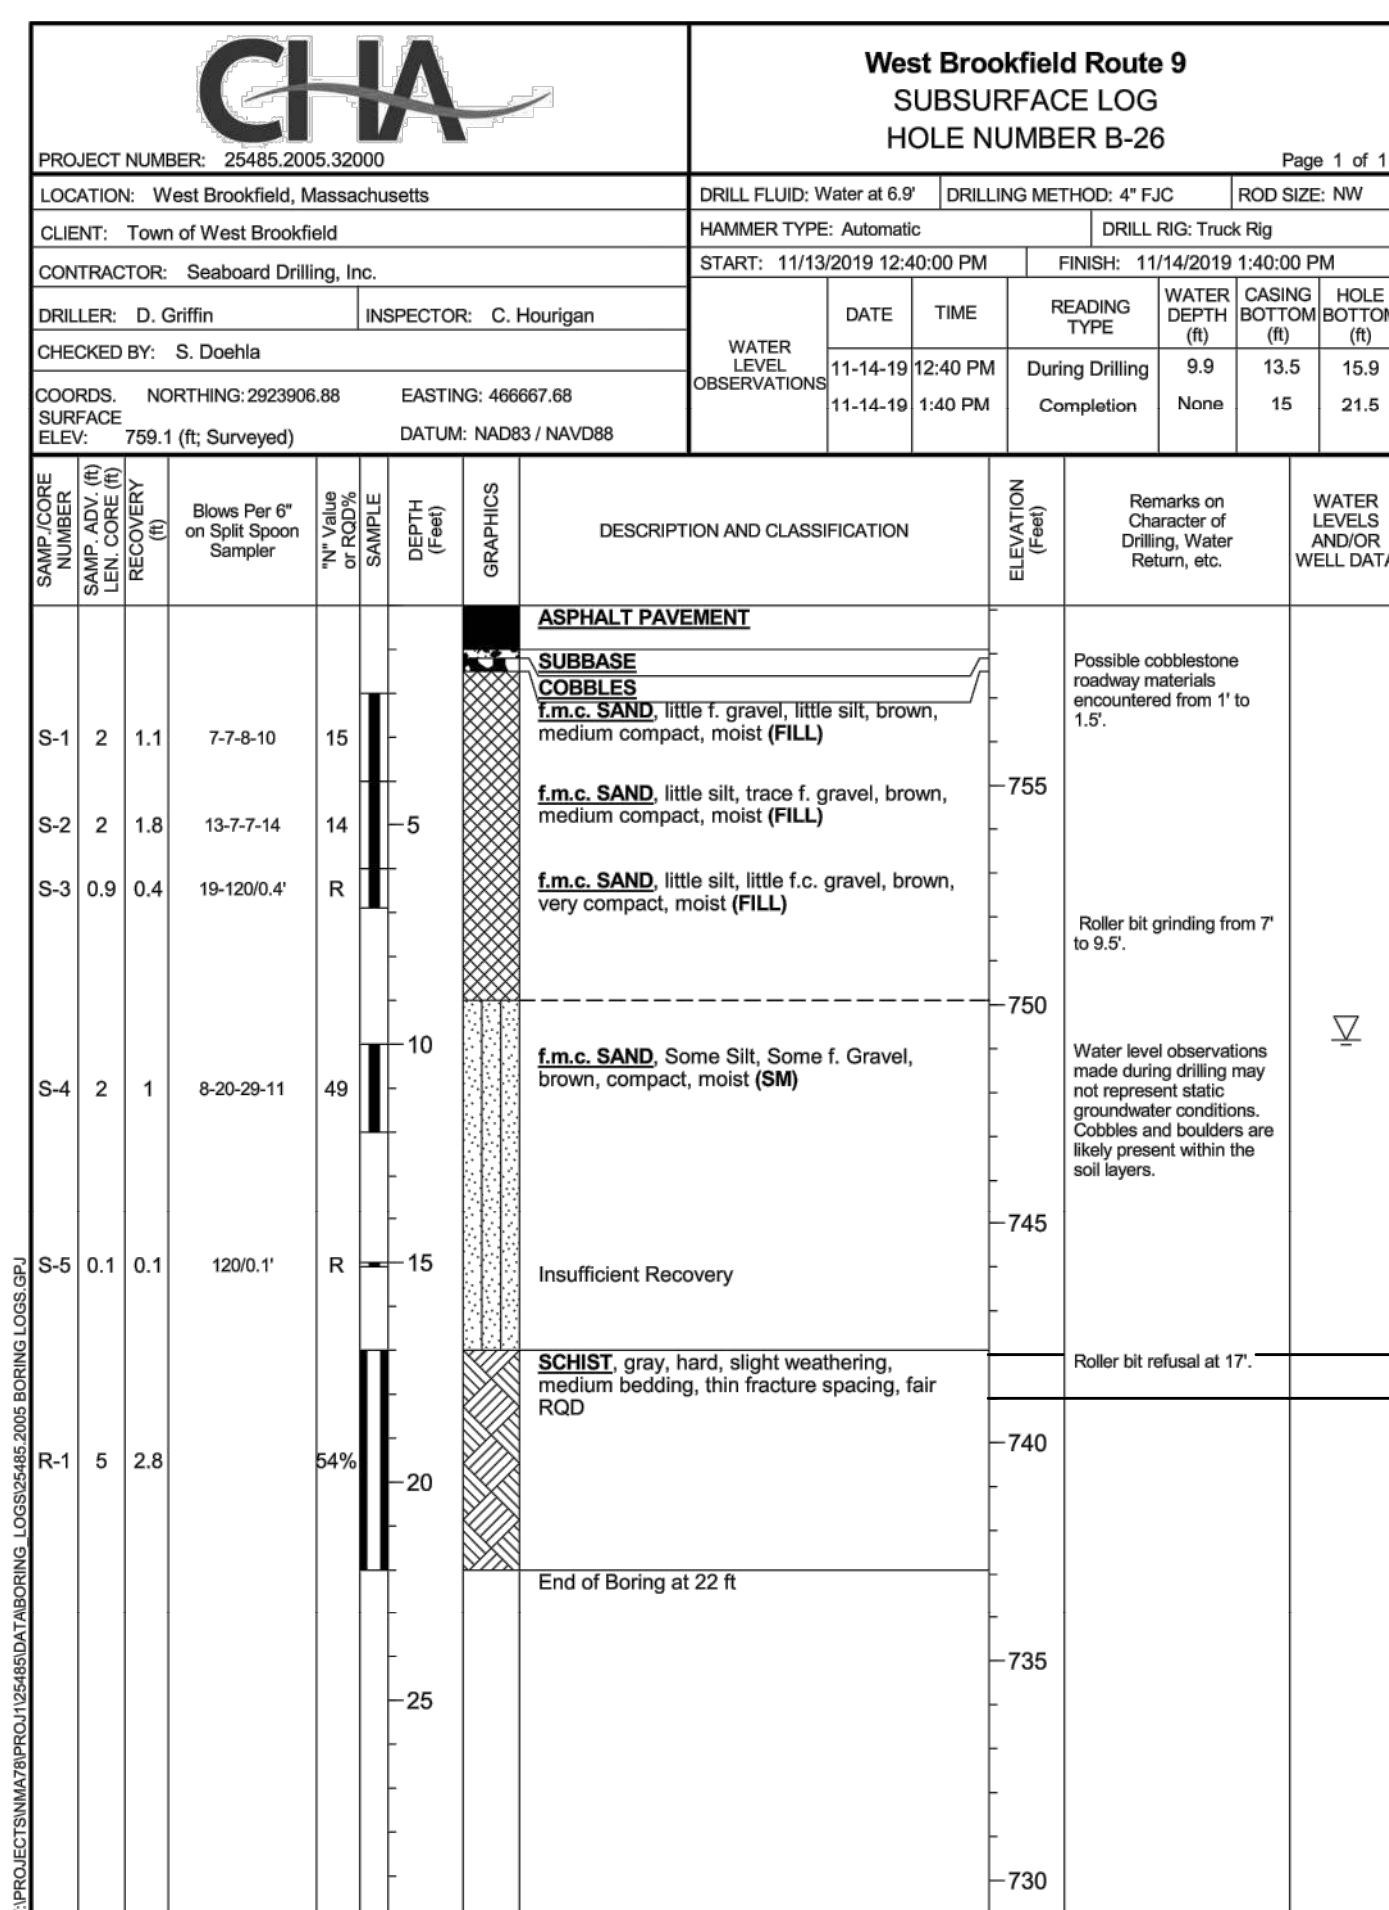 CHA
PROJECT NUMBER: 25485.2005.32000
West Brookfield Route 9
SUBSURFACE LOG
HOLE NUMBER B-26
Page 1 of 1
LOCATION: West Brookfield, Massachusetts
CLIENT: Town of West Brookfield
CONTRACTOR: Seaboard Drilling, Inc.
DRILLER: D. Griffin INSPECTOR: C. Hourigan
CHECKED BY: S. Doehla
COORDS. NORTHING: 2923906.88 EASTING: 466667.68
SURFACE
ELEV: 759.1 (ft; Surveyed) DATUM: NAD83 / NAVD88
DRILL FLUID: Water at 6.9' DRILLING METHOD: 4" FJC ROD SIZE: NW
HAMMER TYPE: Automatic DRILL RIG: Truck Rig
START: 11/13/2019 12:40:00 PM FINISH: 11/14/2019 1:40:00 PM
WATER
LEVEL
OBSERVATIONS
DATE TIME
READING
TYPE
WATER
DEPTH
(ft)
CASING
BOTTOM
(ft)
HOLE
BOTTOM
(ft)
11-14-19 12:40 PM During Drilling 9.9 13.5 15.9
11-14-19 1:40 PM Completion None 15 21.5
SAMP./CORE
NUMBER
SAMP. ADV. (ft)
LEN. CORE (ft)
RECOVERY
(ft)
Blows Per 6"
on Split Spoon
Sampler
"N" Value
or RQD%
SAMPLE
DEPTH
(Feet)
GRAPHICS
DESCRIPTION AND CLASSIFICATION
ELEVATION
(Feet)
Remarks on
Character of
Drilling, Water
Return, etc.
WATER
LEVELS
AND/OR
WELL DATA
ASPHALT PAVEMENT
SUBBASE
COBBLES
Possible cobblestone
roadway materials
encountered from 1' to
1.5'.
f.m.c. SAND, little f. gravel, little silt, brown,
medium compact, moist (FILL)
S-1 2 1.1 7-7-8-10 15
755
f.m.c. SAND, little silt, trace f. gravel, brown,
medium compact, moist (FILL)
S-2 2 1.8 13-7-7-14 14 5
f.m.c. SAND, little silt, little f.c. gravel, brown,
very compact, moist (FILL)
S-3 0.9 0.4 19-120/0.4' R
Roller bit grinding from 7'
to 9.5'.
750
10
f.m.c. SAND, Some Silt, Some f. Gravel,
brown, compact, moist (SM)
S-4 2 1 8-20-29-11 49
Water level observations
made during drilling may
not represent static
groundwater conditions.
Cobbles and boulders are
likely present within the
soil layers.
745
S-5 0.1 0.1 120/0.1' R 15
Insufficient Recovery
SCHIST, gray, hard, slight weathering,
medium bedding, thin fracture spacing, fair
RQD
Roller bit refusal at 17'.
740
R-1 5 2.8 54%
20
End of Boring at 22 ft
735
25
730
:\PROJECTS\NMA78\PROJ1\25485\DATA\BORING_LOGS\25485.2005 BORING LOGS.GPJ